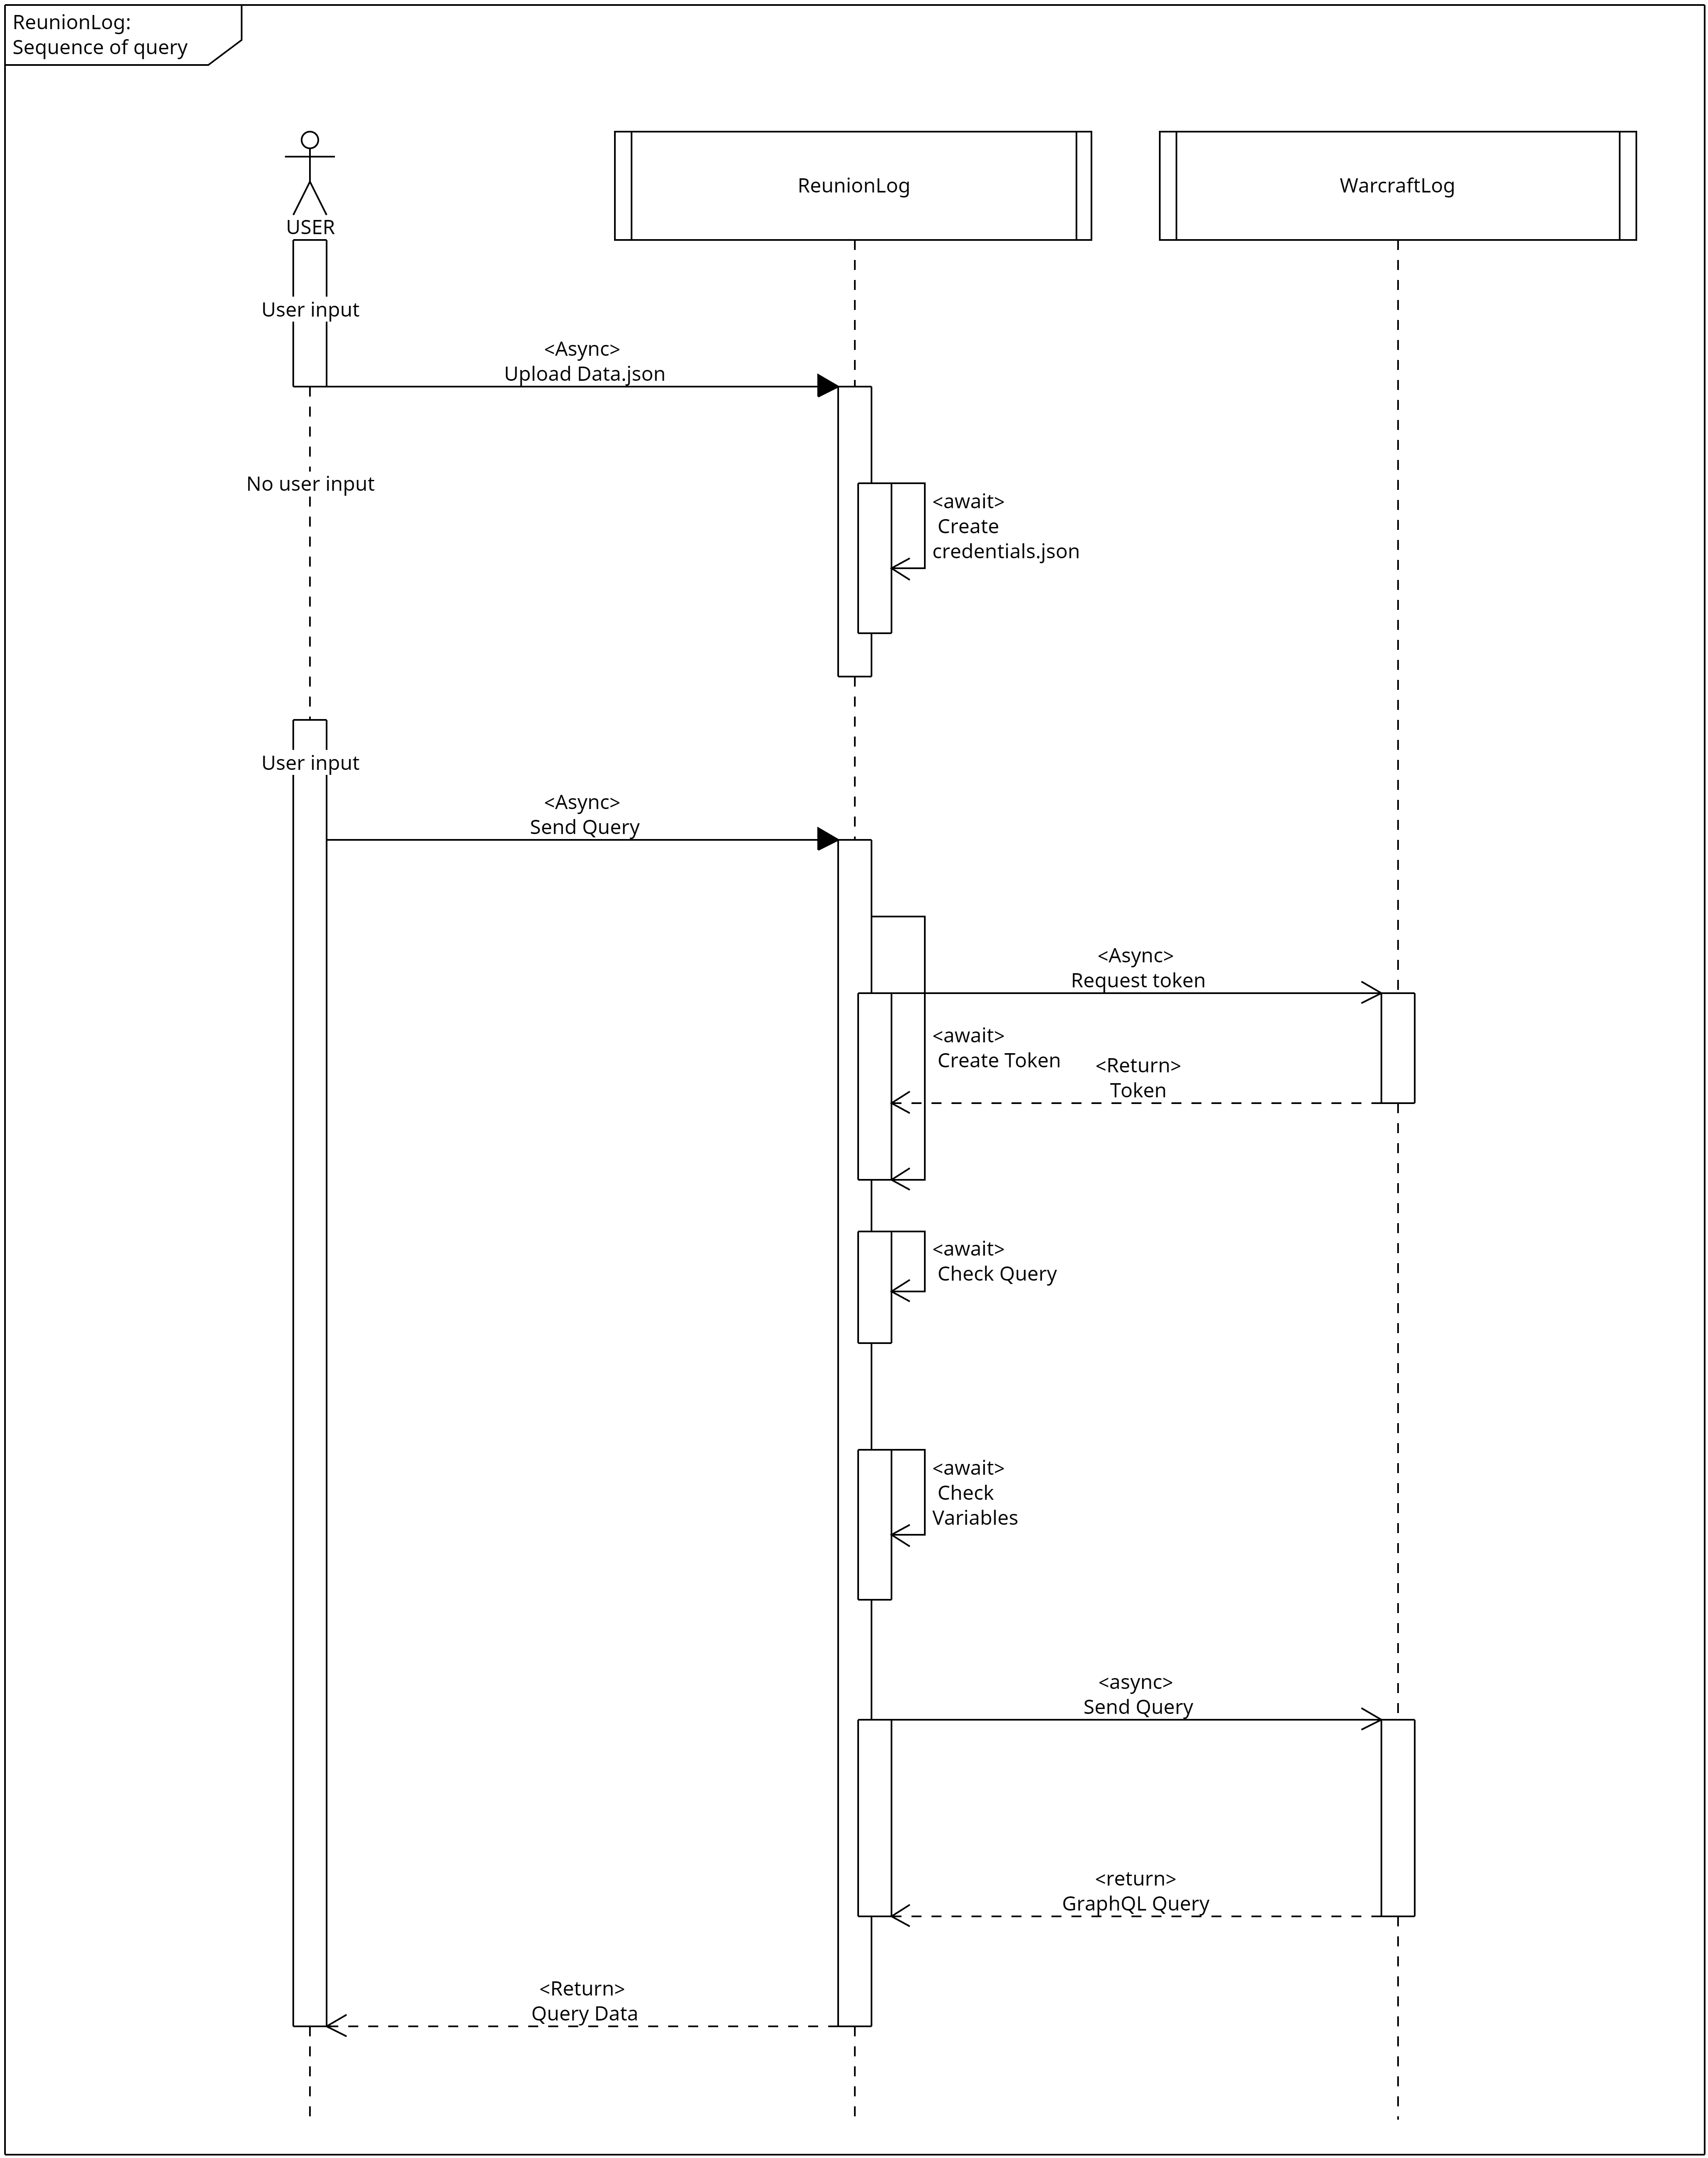 ReunionLog:
Sequence of query
USER
ReunionLog
WarcraftLog
User input
<Async>
Upload Data.json
No user input
<await>
Create
credentials.json
User input
<Async>
Send Query
<Async>
Request token
<await>
Create Token
<Return>
Token
<await>
Check Query
<await>
Check
Variables
<async>
Send Query
<return>
GraphQL Query
<Return>
Query Data